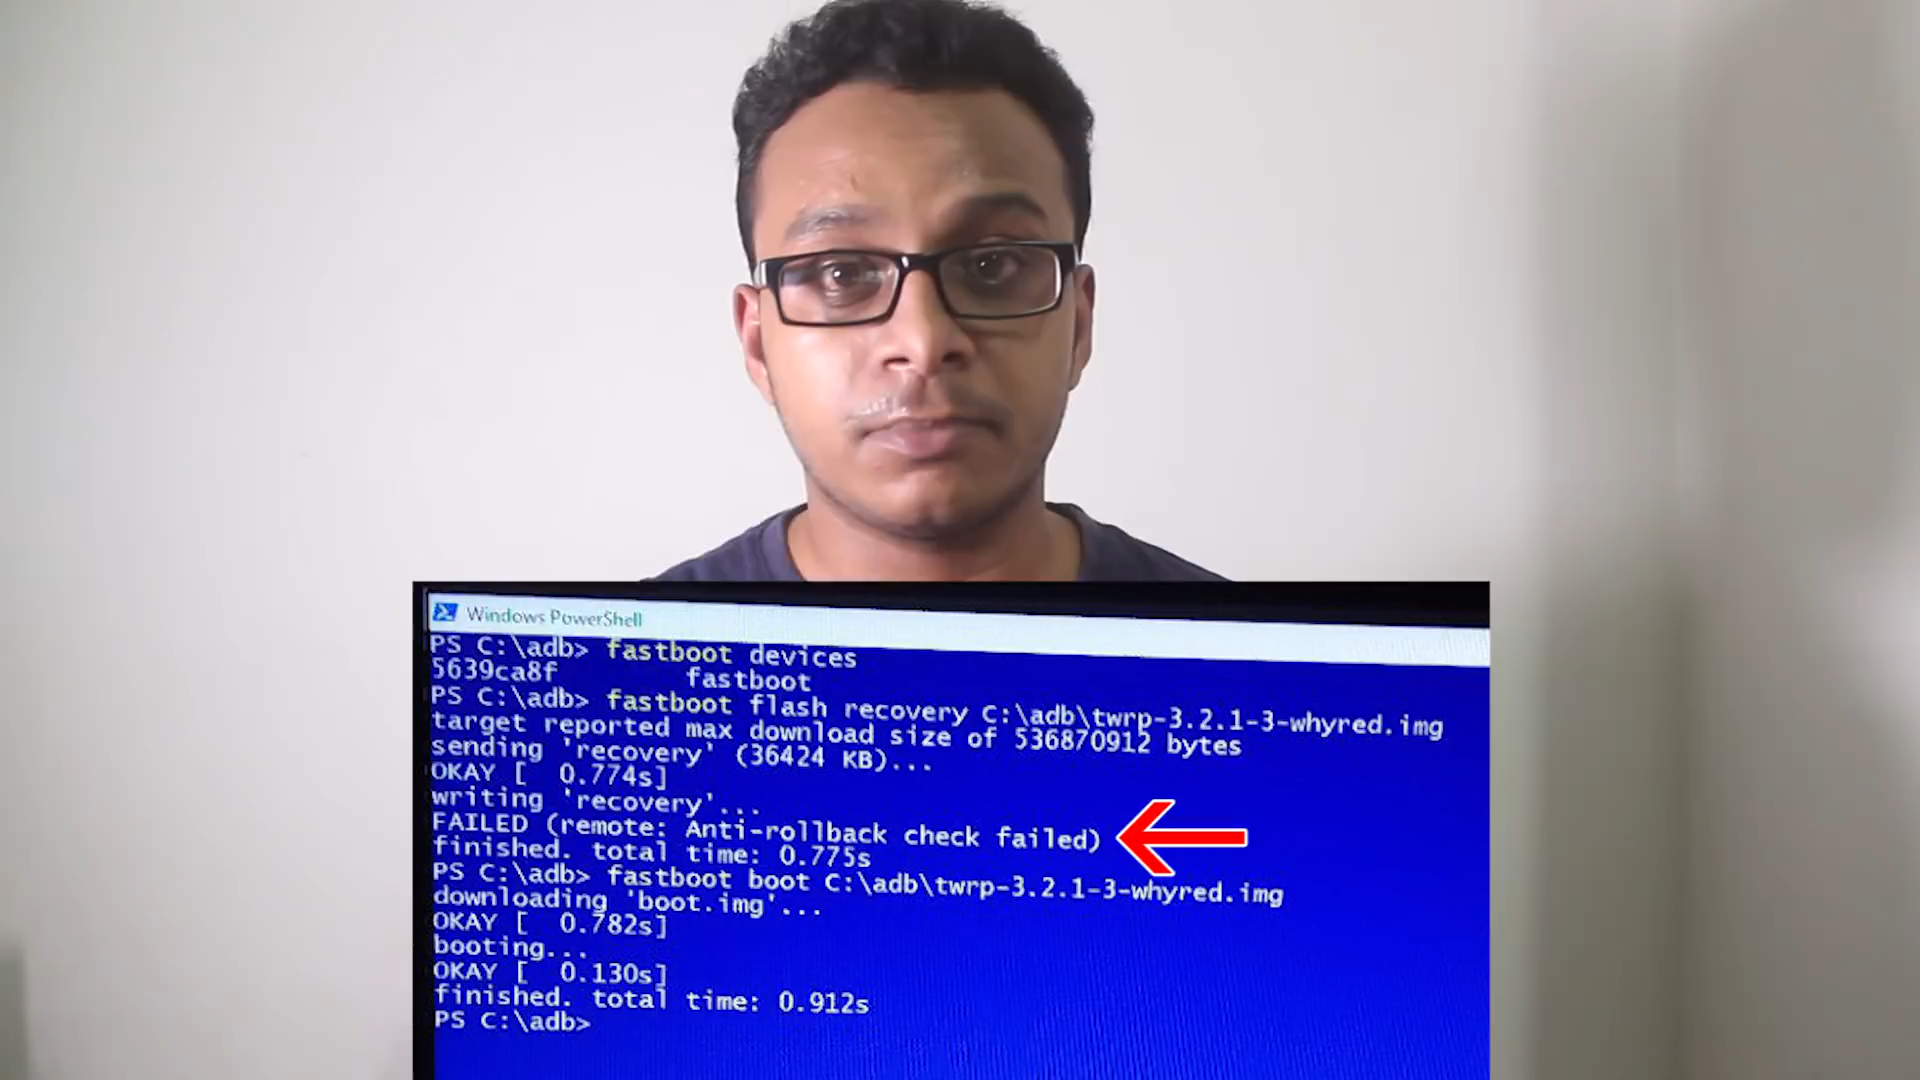 Windows PowerShell
PS C:\adb> fastboot devices
5639ca8f fastboot
PS C:\adb> fastboot flash recovery C:\adb\twrp-3.2.1-3-whyred.img
target reported max download size of 536870912 bytes
sending 'recovery' (36424 KB)...
OKAY [ 0.774s]
writing 'recovery'...
FAILED (remote: Anti-rollback check failed)
finished. total time: 0.775s
PS C:\adb> fastboot boot C:\adb\twrp-3.2.1-3-whyred.img
downloading 'boot.img'...
OKAY [ 0.782s]
booting...
OKAY [ 0.130s]
finished. total time: 0.912s
PS C:\adb>